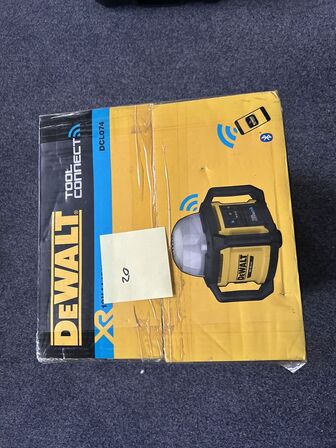 DEWALT
TOOL
CONNECT
DCL074
XR
20
DEWALT